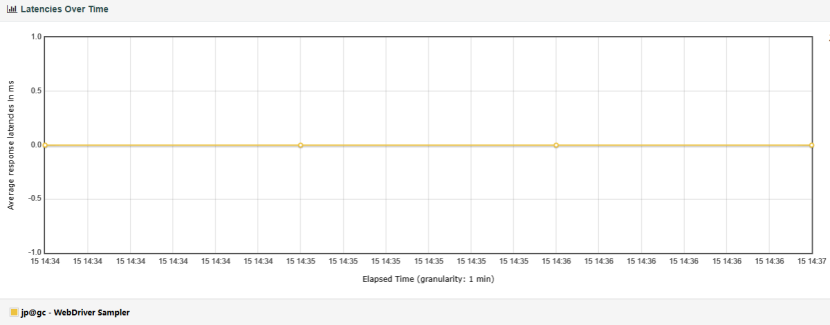 Latencies Over Time
1.0
0.5
0.0
-0.5
-1.0
Average response latencies in ms
15 14:34 15 14:34 15 14:34 15 14:34 15 14:34 15 14:34 15 14:35 15 14:35 15 14:35 15 14:35 15 14:35 15 14:35 15 14:36 15 14:36 15 14:36 15 14:36 15 14:36 15 14:36 15 14:37
Elapsed Time (granularity: 1 min)
jp@gc - WebDriver Sampler